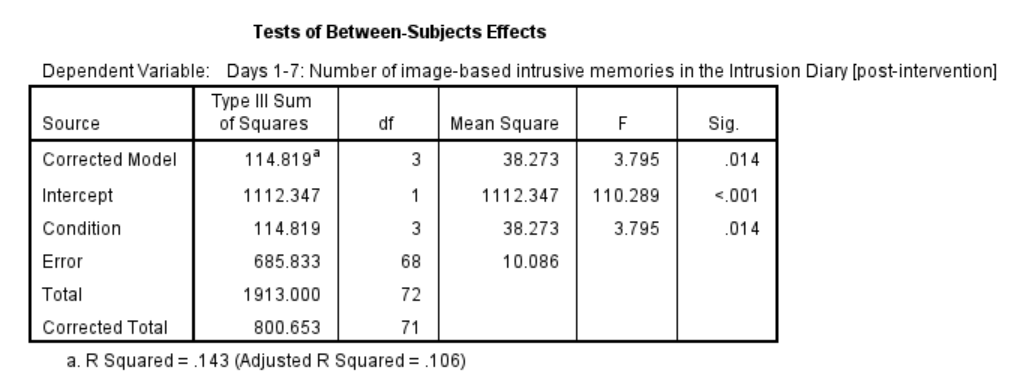 Tests of Between-Subjects Effects
Dependent Variable: Days 1-7: Number of image-based intrusive memories in the Intrusion Diary [post-intervention]
Source Type III Sum of Squares df Mean Square F Sig.
Corrected Model 114.819a 3 38.273 3.795 .014
Intercept 1112.347 1 1112.347 110.289 <.001
Condition 114.819 3 38.273 3.795 .014
Error 685.833 68 10.086
Total 1913.000 72
Corrected Total 800.653 71
a. R Squared = .143 (Adjusted R Squared = .106)